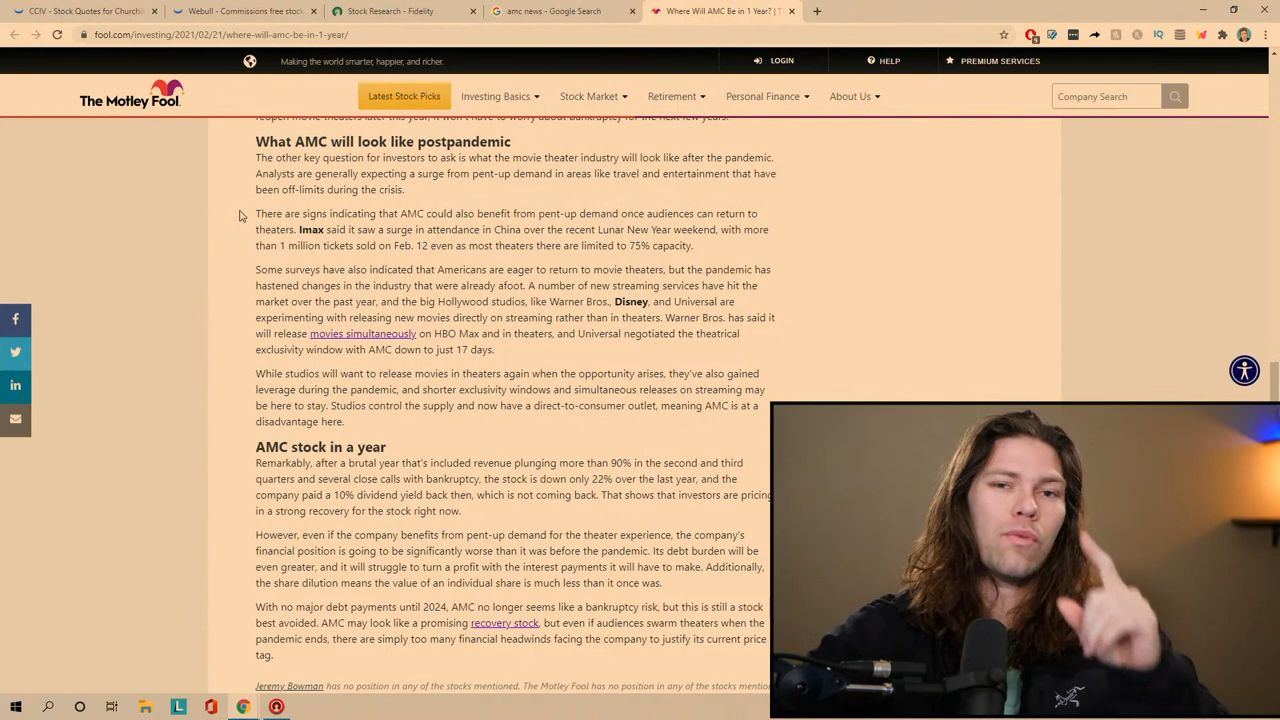 CCIV - Stock Quotes for Churchil
Webull - Commissions free stock
Stock Research - Fidelity
amc news - Google Search
Where Will AMC Be in 1 Year? | T
fool.com/investing/2021/02/21/where-will-amc-be-in-1-year/
Making the world smarter, happier, and richer.
LOGIN
HELP
PREMIUM SERVICES
The Motley Fool.
Latest Stock Picks
Investing Basics
Stock Market
Retirement
Personal Finance
About Us
Company Search
reopen movie theaters later this year, it won't have to worry about bankruptcy for the next few years.
What AMC will look like postpandemic
The other key question for investors to ask is what the movie theater industry will look like after the pandemic.
Analysts are generally expecting a surge from pent-up demand in areas like travel and entertainment that have
been off-limits during the crisis.
There are signs indicating that AMC could also benefit from pent-up demand once audiences can return to
theaters. Imax said it saw a surge in attendance in China over the recent Lunar New Year weekend, with more
than 1 million tickets sold on Feb. 12 even as most theaters there are limited to 75% capacity.
Some surveys have also indicated that Americans are eager to return to movie theaters, but the pandemic has
hastened changes in the industry that were already afoot. A number of new streaming services have hit the
market over the past year, and the big Hollywood studios, like Warner Bros., Disney, and Universal are
experimenting with releasing new movies directly on streaming rather than in theaters. Warner Bros. has said it
will release movies simultaneously on HBO Max and in theaters, and Universal negotiated the theatrical
exclusivity window with AMC down to just 17 days.
While studios will want to release movies in theaters again when the opportunity arises, they've also gained
leverage during the pandemic, and shorter exclusivity windows and simultaneous releases on streaming may
be here to stay. Studios control the supply and now have a direct-to-consumer outlet, meaning AMC is at a
disadvantage here.
AMC stock in a year
Remarkably, after a brutal year that's included revenue plunging more than 90% in the second and third
quarters and several close calls with bankruptcy, the stock is down only 22% over the last year, and the
company paid a 10% dividend yield back then, which is not coming back. That shows that investors are pricing
in a strong recovery for the stock right now.
However, even if the company benefits from pent-up demand for the theater experience, the company's
financial position is going to be significantly worse than it was before the pandemic. Its debt burden will be
even greater, and it will struggle to turn a profit with the interest payments it will have to make. Additionally,
the share dilution means the value of an individual share is much less than it once was.
With no major debt payments until 2024, AMC no longer seems like a bankruptcy risk, but this is still a stock
best avoided. AMC may look like a promising recovery stock, but even if audiences swarm theaters when the
pandemic ends, there are simply too many financial headwinds facing the company to justify its current price
tag.
Jeremy Bowman has no position in any of the stocks mentioned. The Motley Fool has no position in any of the stocks mentioned